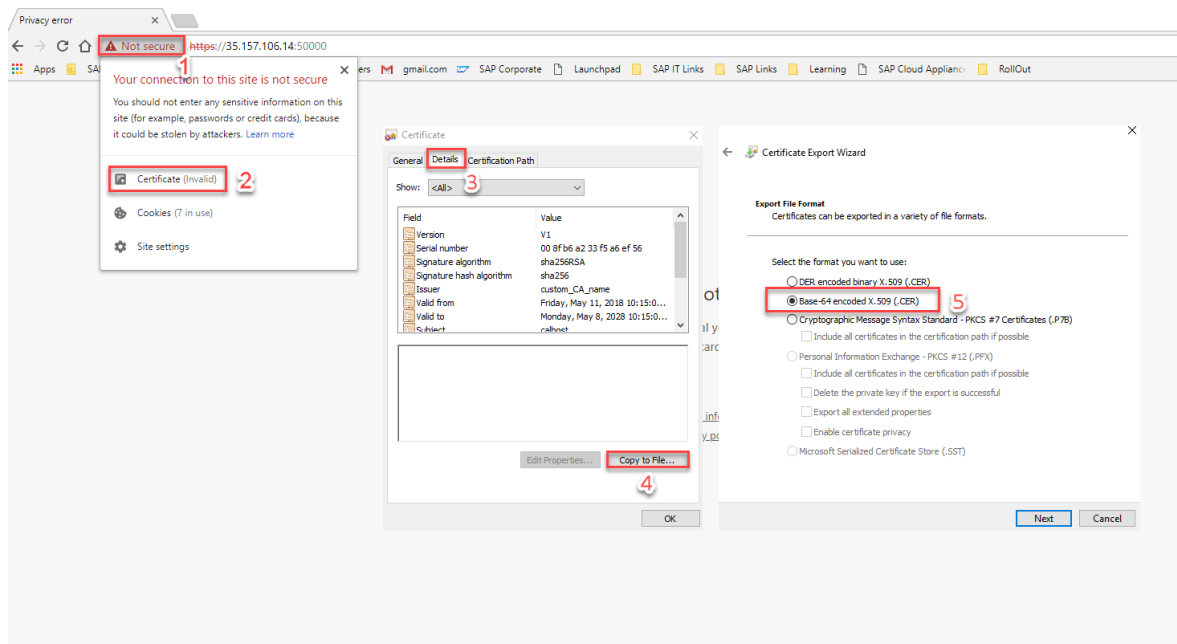 Privacy error
Not secure https://35.157.106.14:50000
1
Apps SA ers gmail.com SAP Corporate Launchpad SAP IT Links SAP Links Learning SAP Cloud Appliance RollOut
Your connection to this site is not secure
You should not enter any sensitive information on this
site (for example, passwords or credit cards), because
it could be stolen by attackers. Learn more
Certificate (Invalid)
2
Cookies (7 in use)
Site settings
Certificate
General Details Certification Path
3
Show: <All>
Field Value
Version V1
Serial number 00 8f b6 a2 33 f5 a6 ef 56
Signature algorithm sha256RSA
Signature hash algorithm sha256
Issuer custom_CA_name
Valid from Friday, May 11, 2018 10:15:0...
Valid to Monday, May 8, 2028 10:15:0...
Subject calhost
Edit Properties... Copy to File...
4
OK
Certificate Export Wizard
Export File Format
Certificates can be exported in a variety of file formats.
Select the format you want to use:
DER encoded binary X.509 (.CER)
Base-64 encoded X.509 (.CER)
5
Cryptographic Message Syntax Standard - PKCS #7 Certificates (.P7B)
Include all certificates in the certification path if possible
Personal Information Exchange - PKCS #12 (.PFX)
Include all certificates in the certification path if possible
Delete the private key if the export is successful
Export all extended properties
Enable certificate privacy
Microsoft Serialized Certificate Store (.SST)
Next Cancel